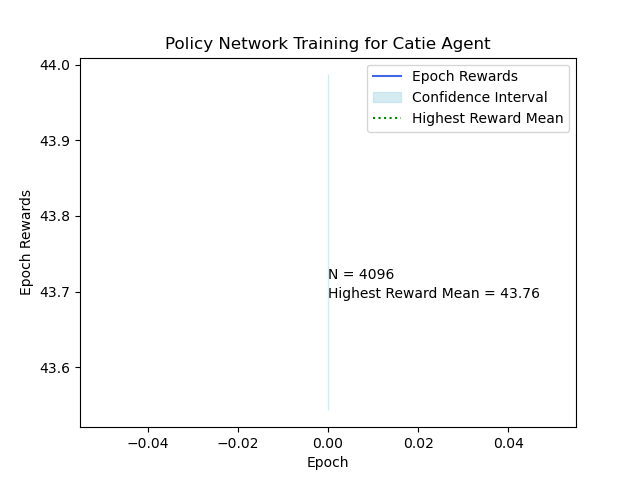 Policy Network Training for Catie Agent
Epoch Rewards
Confidence Interval
Highest Reward Mean
44.0
43.9
43.8
43.7
43.6
Epoch Rewards
N = 4096
Highest Reward Mean = 43.76
−0.04
−0.02
0.00
0.02
0.04
Epoch